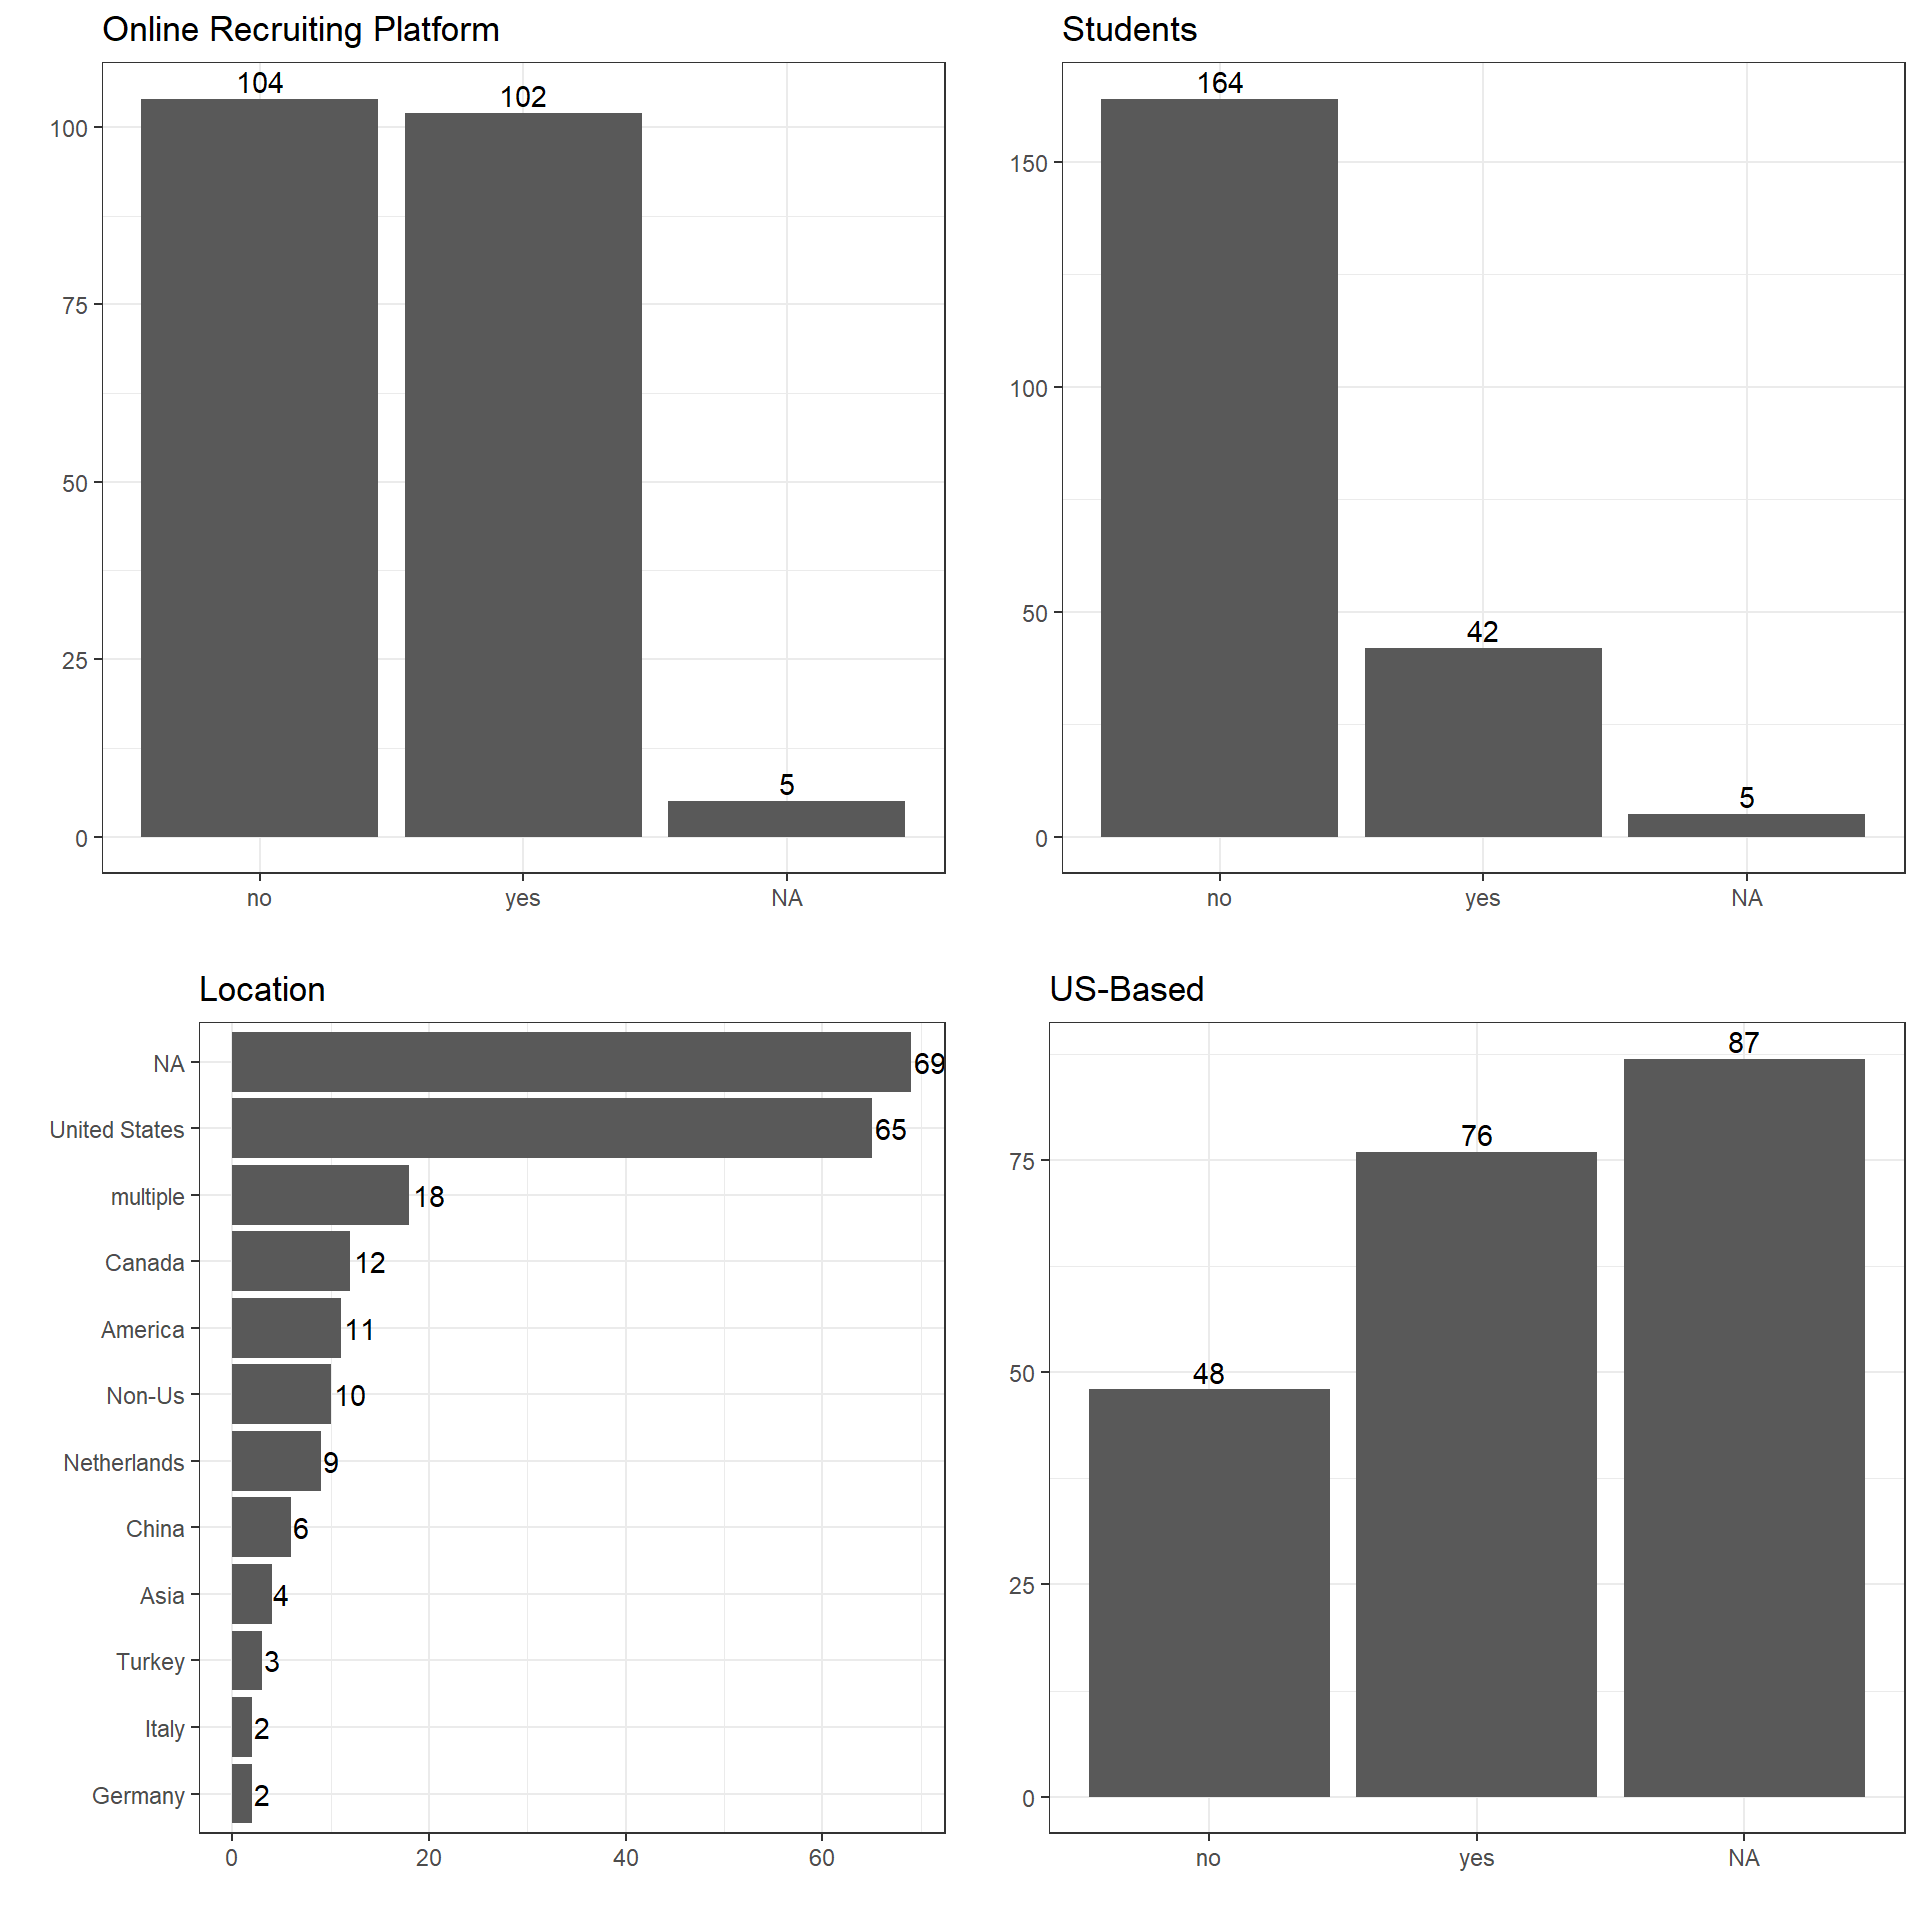 Online Recruiting Platform
104
102
5
100
75
50
25
0
no
yes
NA
Students
164
42
5
150
100
50
0
no
yes
NA
Location
NA
69
United States
65
multiple
18
Canada
12
America
11
Non-Us
10
Netherlands
9
China
6
Asia
4
Turkey
3
Italy
2
Germany
2
0
20
40
60
US-Based
87
76
48
75
50
25
0
no
yes
NA